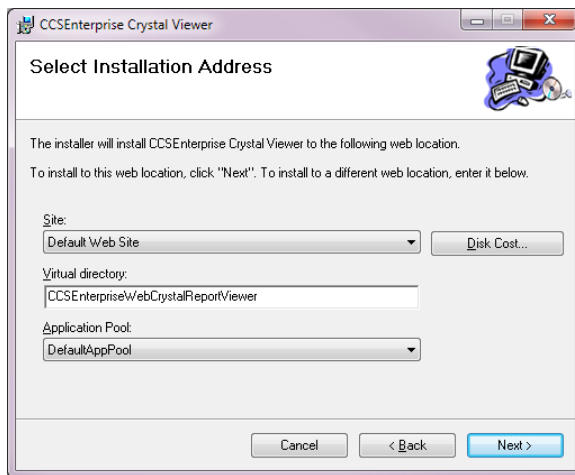 CCSEnterprise Crystal Viewer
Select Installation Address
The installer will install CCSEnterprise Crystal Viewer to the following web location.
To install to this web location, click "Next". To install to a different web location, enter it below.
Site:
Default Web Site
Disk Cost...
Virtual directory:
CCSEnterpriseWebCrystalReportViewer
Application Pool:
DefaultAppPool
Cancel
< Back
Next >